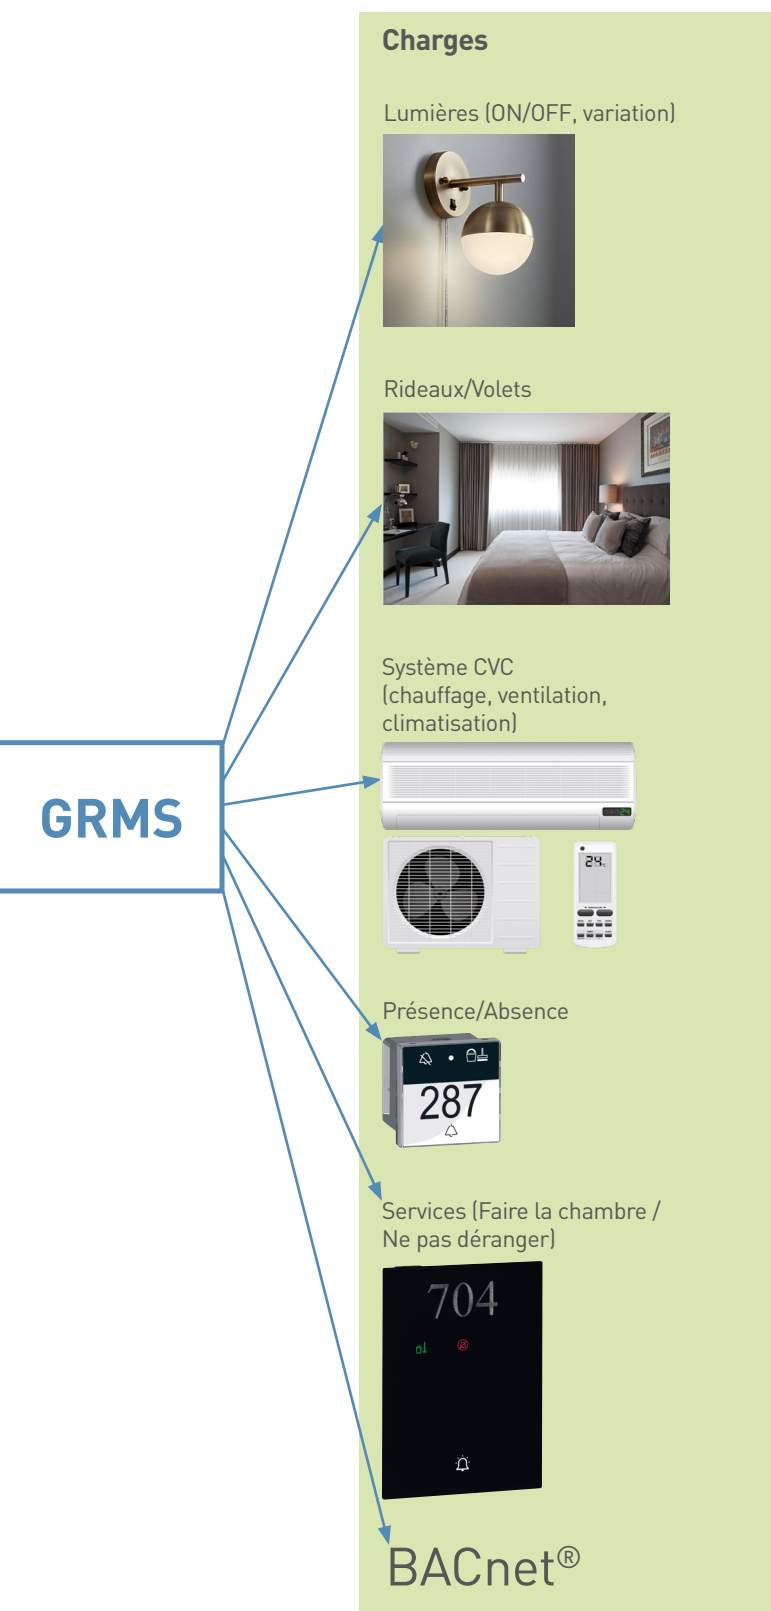 Charges
Lumières (ON/OFF, variation)
Rideaux/Volets
Système CVC
(chauffage, ventilation,
climatisation)
GRMS
24
Présence/Absence
287
Services (Faire la chambre /
Ne pas déranger)
704
BACnet®